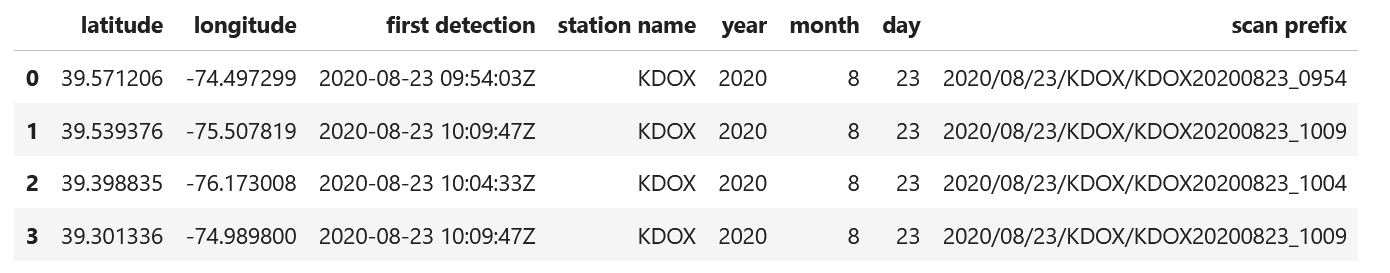 latitude longitude first detection station name year month day scan prefix
0 39.571206 -74.497299 2020-08-23 09:54:03Z KDOX 2020 8 23 2020/08/23/KDOX/KDOX20200823_0954
1 39.539376 -75.507819 2020-08-23 10:09:47Z KDOX 2020 8 23 2020/08/23/KDOX/KDOX20200823_1009
2 39.398835 -76.173008 2020-08-23 10:04:33Z KDOX 2020 8 23 2020/08/23/KDOX/KDOX20200823_1004
3 39.301336 -74.989800 2020-08-23 10:09:47Z KDOX 2020 8 23 2020/08/23/KDOX/KDOX20200823_1009